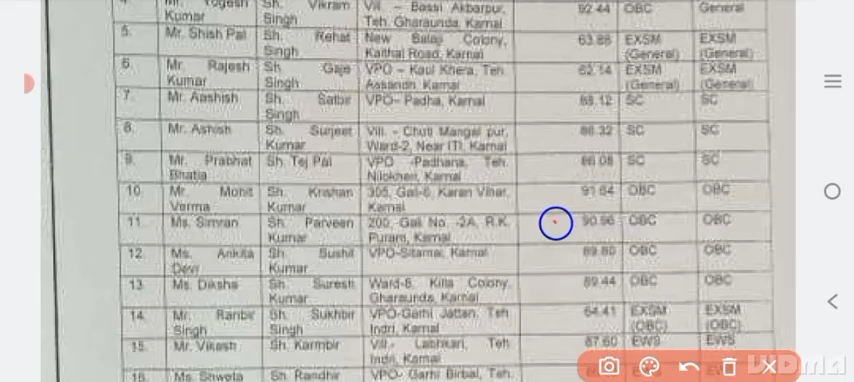 4. Mr. Yogesh Sh. Vikram Vill. - Bassi Akbarpur, 92.44 OBC General
Kumar Singh Teh. Gharaunda, Karnal
5. Mr. Shish Pal Sh. Rehat New Balaji Colony, 63.88 EXSM EXSM
Singh Kaithal Road, Karnal (General) (General)
6. Mr. Rajesh Sh. Gaje VPO – Kaul Khera, Teh. 62.14 EXSM EXSM
Kumar Singh Assandh, Karnal (General) (General)
7. Mr. Aashish Sh. Satbir VPO– Padha, Karnal 88.12 SC SC
Singh
8. Mr. Ashish Sh. Surjeet Vill. - Choti Mangal pur, 86.32 SC SC
Kumar Ward-2, Near ITI, Karnal
9. Mr. Prabhat Sh. Tej Pal VPO -Padhana, Teh. 86.08 SC SC
Bhatia Nilokheri, Karnal
10. Mr. Mohit Sh. Krishan 305, Gali-6, Karan Vihar, 91.64 OBC OBC
Verma Kumar Karnal
11. Ms. Simran Sh. Parveen 200, Gali No. -2A, R.K. 90.96 OBC OBC
Kumar Puram, Karnal
12. Ms. Ankita Sh. Sushil VPO-Sitamai, Karnal 89.80 OBC OBC
Devi Kumar
13. Ms. Diksha Sh. Suresh Ward-8, Killa Colony, 89.44 OBC OBC
Kumar Gharaunda, Karnal
14. Mr. Ranbir Sh. Sukhbir VPO-Garhi Jattan, Teh. 64.41 EXSM EXSM
Singh Singh Indri, Karnal (OBC) (OBC)
15. Mr. Vikash Sh. Karmbir Vill.- Labhkari, Teh. 87.60 EWS EWS
Indri, Karnal
16. Ms. Shweta Sh. Randhir VPO- Garhi Birbal, Teh.